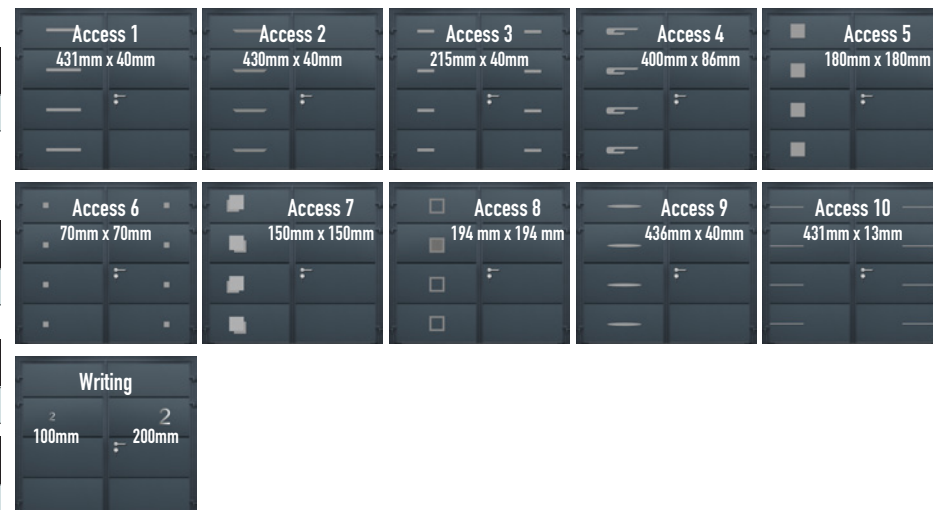 Access 1
431mm x 40mm
Access 2
430mm x 40mm
Access 3
215mm x 40mm
Access 4
400mm x 86mm
Access 5
180mm x 180mm
Access 6
70mm x 70mm
Access 7
150mm x 150mm
Access 8
194 mm x 194 mm
Access 9
436mm x 40mm
Access 10
431mm x 13mm
Writing
2 2
100mm 200mm